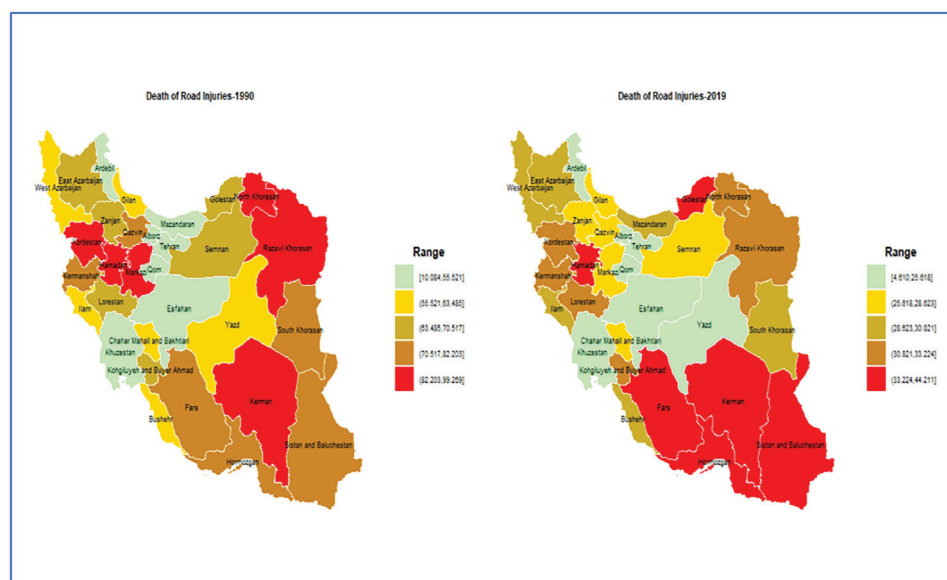 Death of Road Injuries-1990
Ardebil
East Azarbaijan
West Azarbaijan
Gilan
Golestan
North Khorasan
Zanjan
Mazandaran
Qazvin
Alborz
Tehran
Kordestan
Semnan
Razavi Khorasan
Hamadan
Qom
Markazi
Kermanshah
Lorestan
Ilam
Esfahan
Yazd
South Khorasan
Chahar Mahall and Bakhtiari
Khuzestan
Kohgiluyeh and Buyer Ahmad
Kerman
Fars
Bushehr
Sistan and Baluchestan
Hormozgan
Range
[10.084,55.521]
(55.521,63.485]
(63.485,70.517]
(70.517,82.203]
(82.203,99.269]
Death of Road Injuries-2019
Ardebil
East Azarbaijan
West Azarbaijan
Gilan
Golestan
North Khorasan
Zanjan
Mazandaran
Qazvin
Alborz
Tehran
Kordestan
Semnan
Razavi Khorasan
Hamadan
Qom
Markazi
Kermanshah
Lorestan
Ilam
Esfahan
Yazd
South Khorasan
Chahar Mahall and Bakhtiari
Khuzestan
Kohgiluyeh and Buyer Ahmad
Kerman
Fars
Bushehr
Sistan and Baluchestan
Hormozgan
Range
[4.610,25.618]
(25.618,28.623]
(28.623,30.821]
(30.821,33.224]
(33.224,44.211]